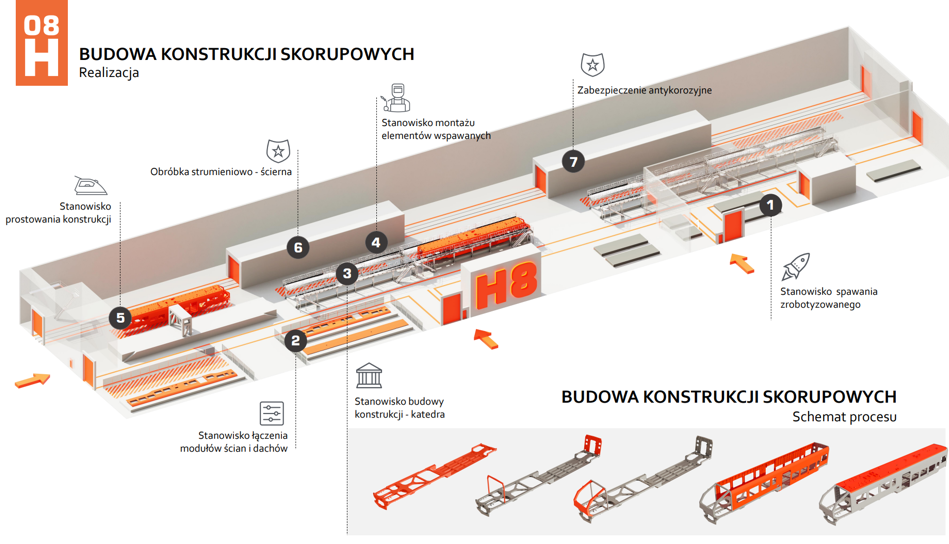 08
H
BUDOWA KONSTRUKCJI SKORUPOWYCH
Realizacja
Zabezpieczenie antykorozyjne
Stanowisko montażu
elementów wspawanych
Obróbka strumieniowo - ścierna
Stanowisko
prostowania konstrukcji
7
1
6
4
3
5
2
H8
Stanowisko spawania
zrobotyzowanego
Stanowisko budowy
konstrukcji - katedra
Stanowisko łączenia
modułów ścian i dachów
BUDOWA KONSTRUKCJI SKORUPOWYCH
Schemat procesu